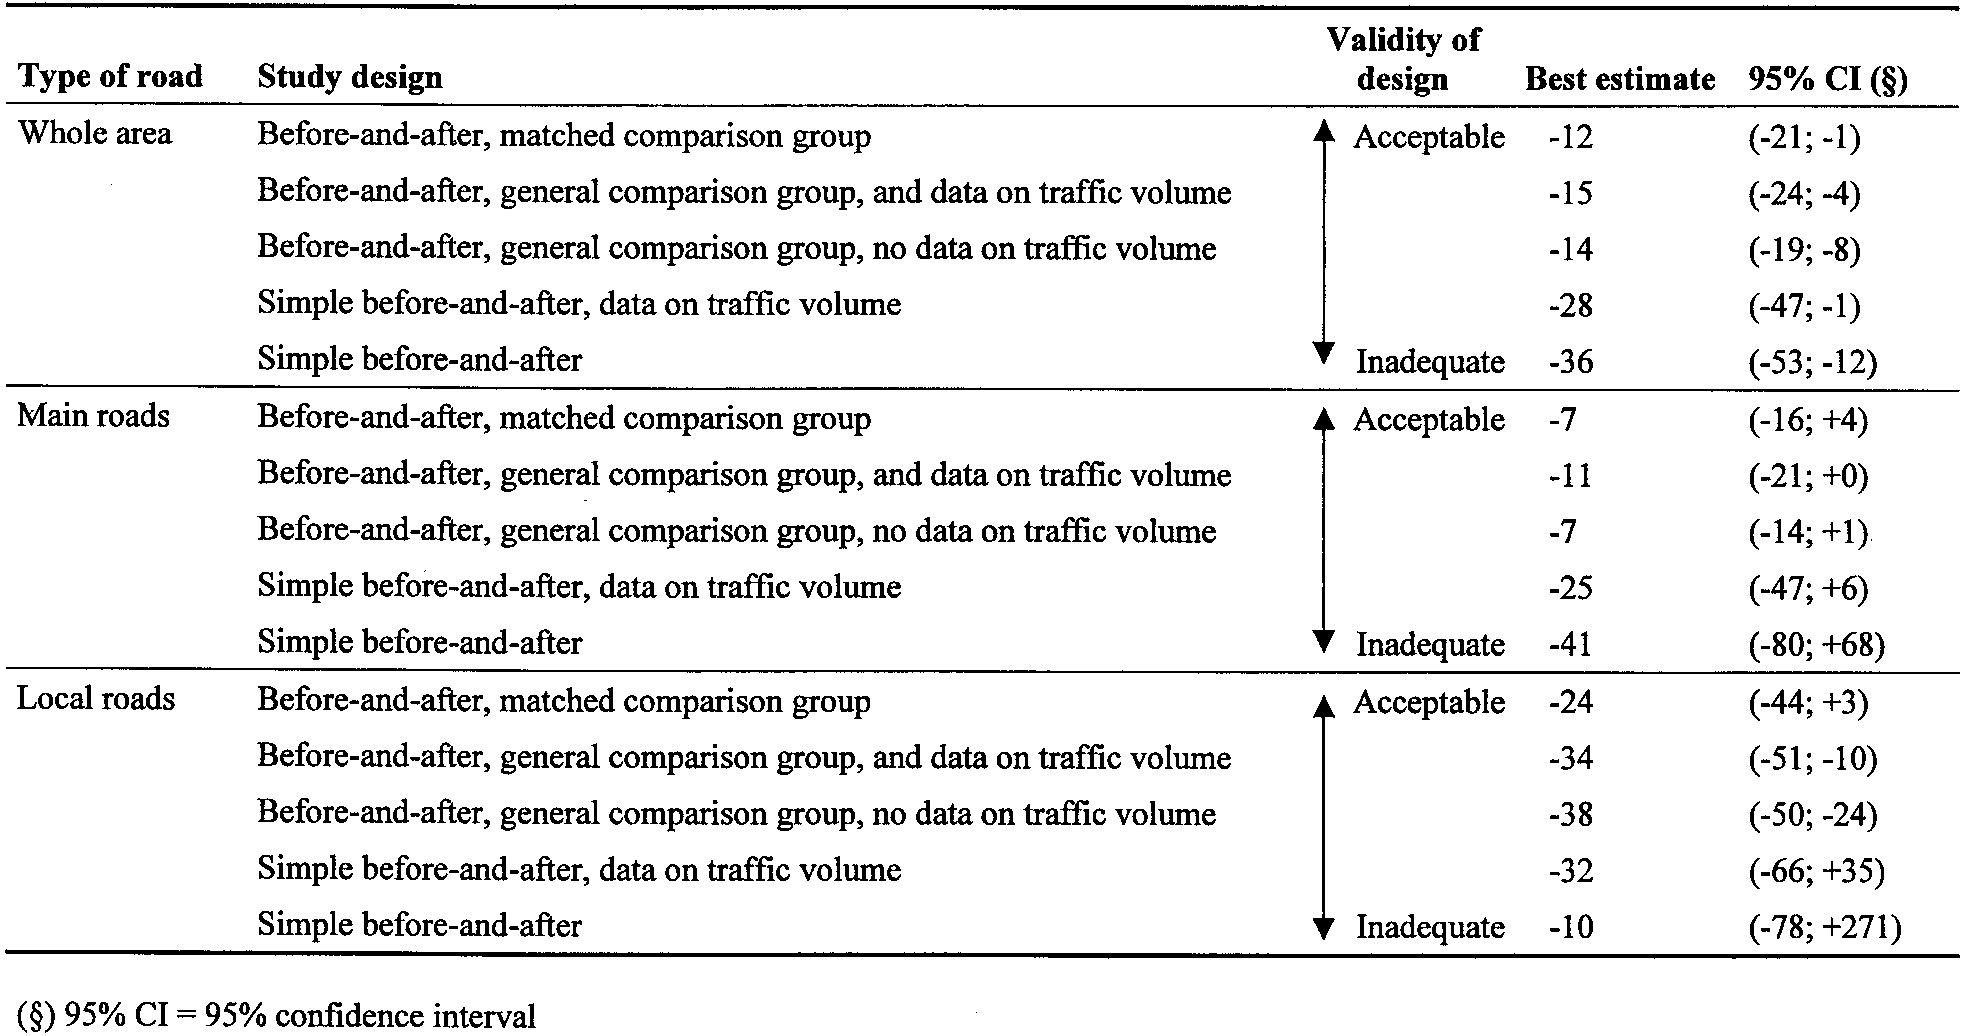 Type of road Study design Validity of design Best estimate 95% CI (§)
Whole area Before-and-after, matched comparison group Acceptable -12 (-21; -1)
Before-and-after, general comparison group, and data on traffic volume -15 (-24; -4)
Before-and-after, general comparison group, no data on traffic volume -14 (-19; -8)
Simple before-and-after, data on traffic volume -28 (-47; -1)
Simple before-and-after Inadequate -36 (-53; -12)
Main roads Before-and-after, matched comparison group Acceptable -7 (-16; +4)
Before-and-after, general comparison group, and data on traffic volume -11 (-21; +0)
Before-and-after, general comparison group, no data on traffic volume -7 (-14; +1)
Simple before-and-after, data on traffic volume -25 (-47; +6)
Simple before-and-after Inadequate -41 (-80; +68)
Local roads Before-and-after, matched comparison group Acceptable -24 (-44; +3)
Before-and-after, general comparison group, and data on traffic volume -34 (-51; -10)
Before-and-after, general comparison group, no data on traffic volume -38 (-50; -24)
Simple before-and-after, data on traffic volume -32 (-66; +35)
Simple before-and-after Inadequate -10 (-78; +271)
(§) 95% CI = 95% confidence interval